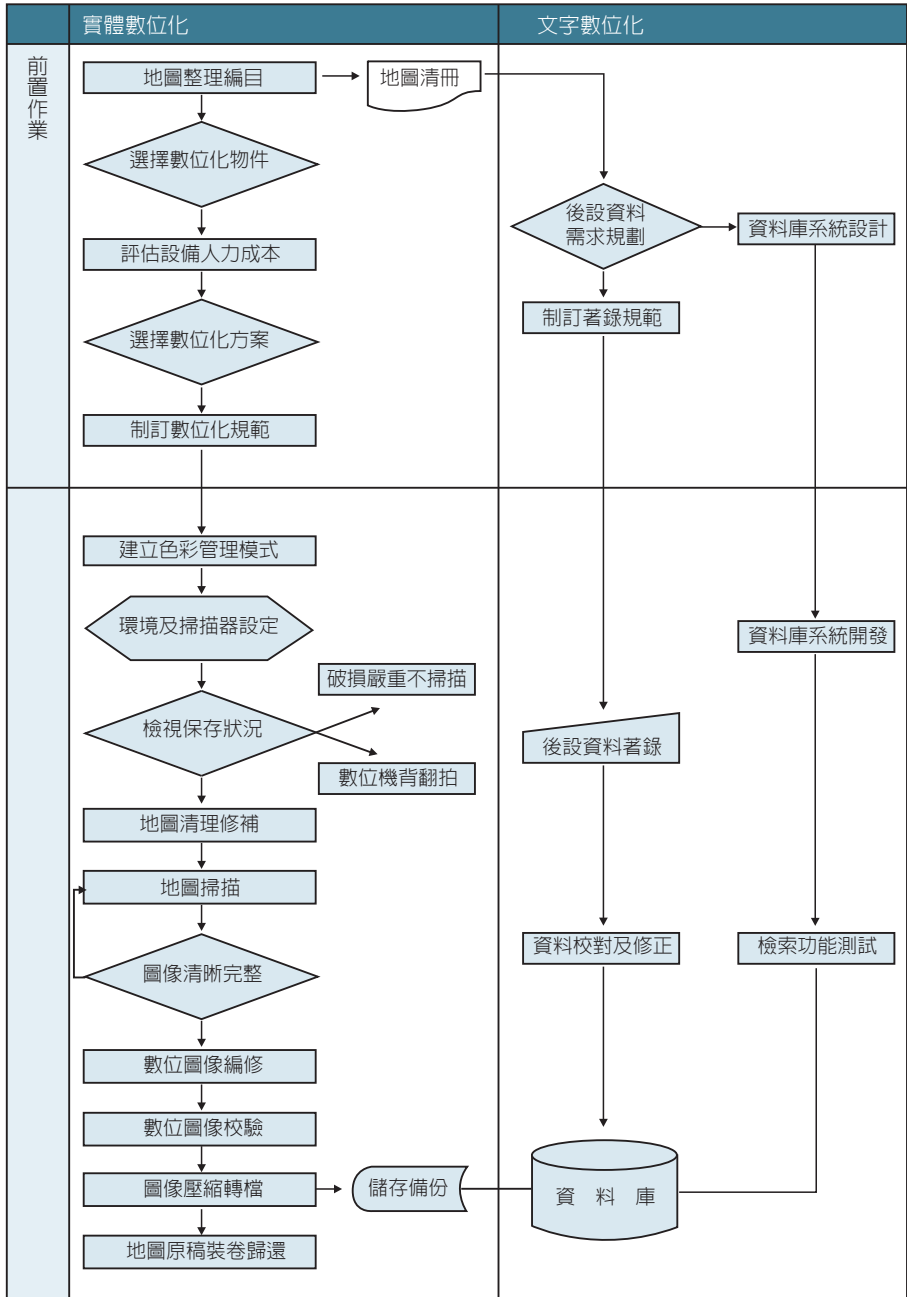 實體數位化
文字數位化
前置作業
地圖整理編目
地圖清冊
選擇數位化物件
後設資料
需求規劃
資料庫系統設計
評估設備人力成本
制訂著錄規範
選擇數位化方案
制訂數位化規範
建立色彩管理模式
環境及掃描器設定
資料庫系統開發
破損嚴重不掃描
檢視保存狀況
後設資料著錄
數位機背翻拍
地圖清理修補
地圖掃描
資料校對及修正
檢索功能測試
圖像清晰完整
數位圖像編修
數位圖像校驗
圖像壓縮轉檔
儲存備份
資料庫
地圖原稿裝卷歸還